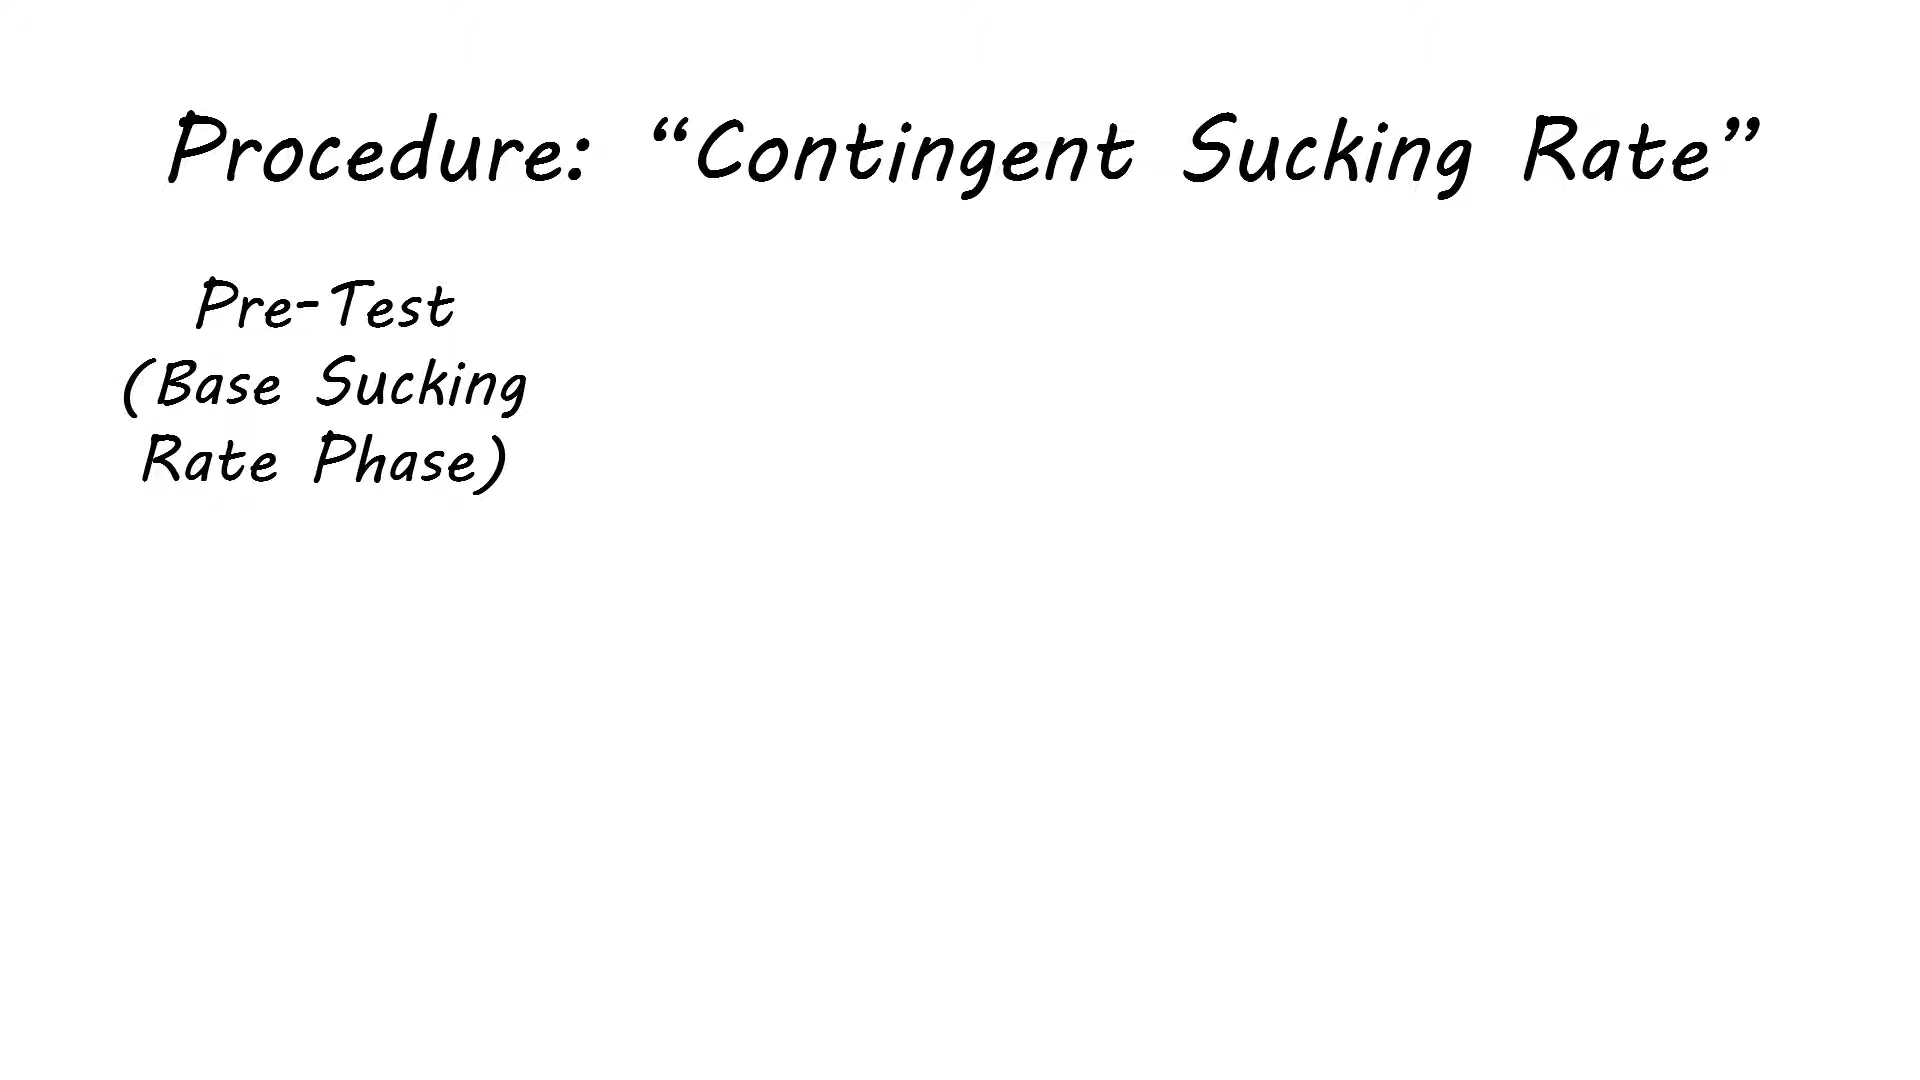 Procedure: “Contingent Sucking Rate”
Pre-Test
(Base Sucking
Rate Phase)